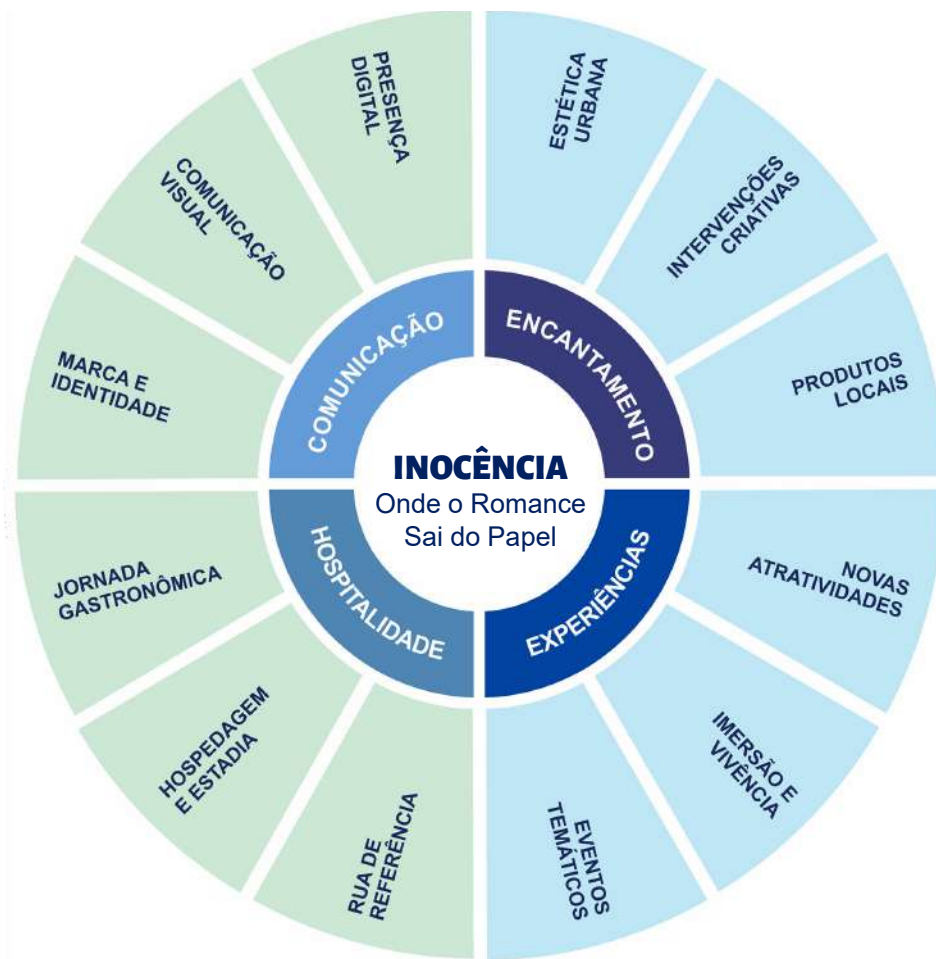 INOCÊNCIA
Onde o Romance
Sai do Papel
COMUNICAÇÃO
ENCANTAMENTO
EXPERIÊNCIAS
HOSPITALIDADE
PRESENÇA
DIGITAL
ESTÉTICA
URBANA
INTERVENÇÕES
CRIATIVAS
PRODUTOS
LOCAIS
NOVAS
ATRATIVIDADES
IMERSÃO E
VIVÊNCIA
EVENTOS
TEMÁTICOS
RUA DE
REFERÊNCIA
HOSPEDAGEM
E ESTADIA
JORNADA
GASTRONÔMICA
MARCA E
IDENTIDADE
COMUNICAÇÃO
VISUAL